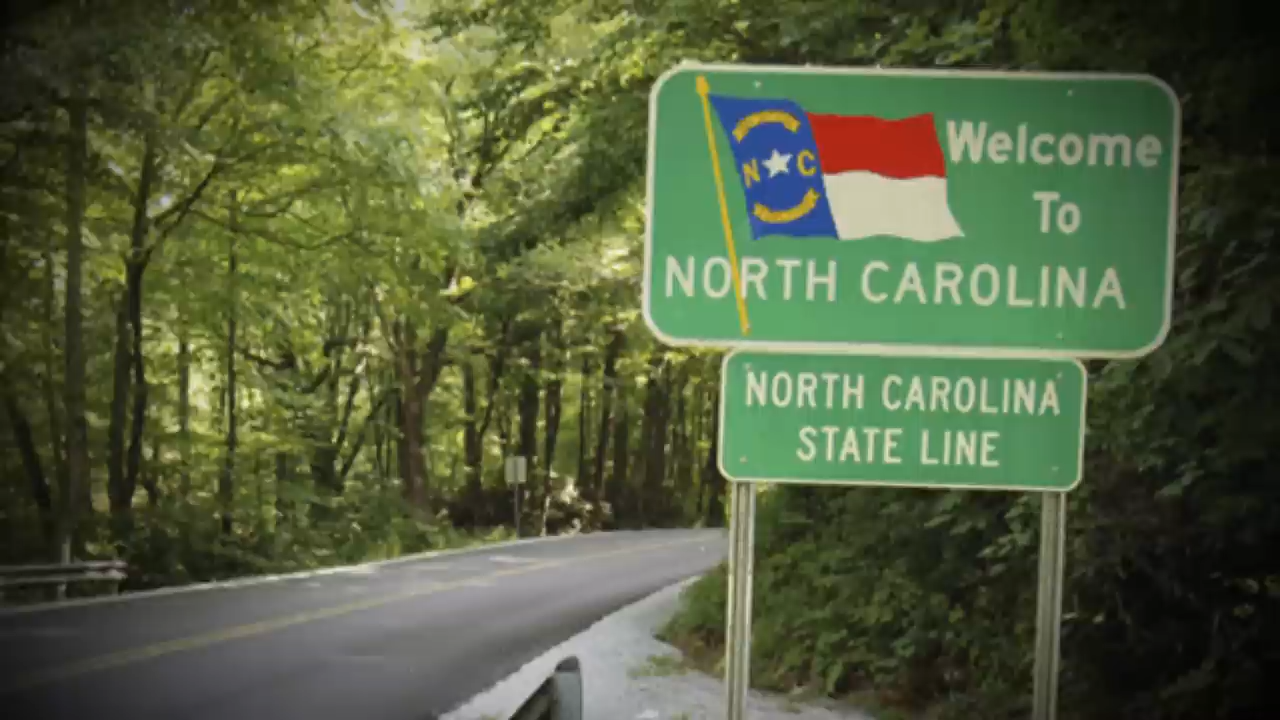 Welcome
To
NORTH CAROLINA
N C
NORTH CAROLINA
STATE LINE